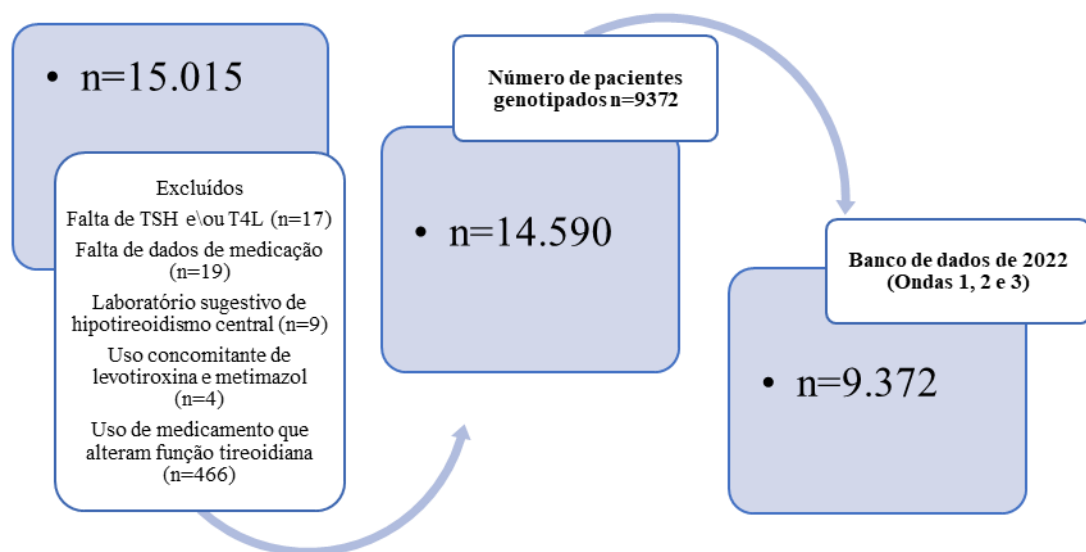 • n=15.015
Excluídos
Falta de TSH e\ou T4L (n=17)
Falta de dados de medicação
(n=19)
Laboratório sugestivo de
hipotireoidismo central (n=9)
Uso concomitante de
levotiroxina e metimazol
(n=4)
Uso de medicamento que
alteram função tireoidiana
(n=466)
Número de pacientes
genotipados n=9372
• n=14.590
Banco de dados de 2022
(Ondas 1, 2 e 3)
• n=9.372